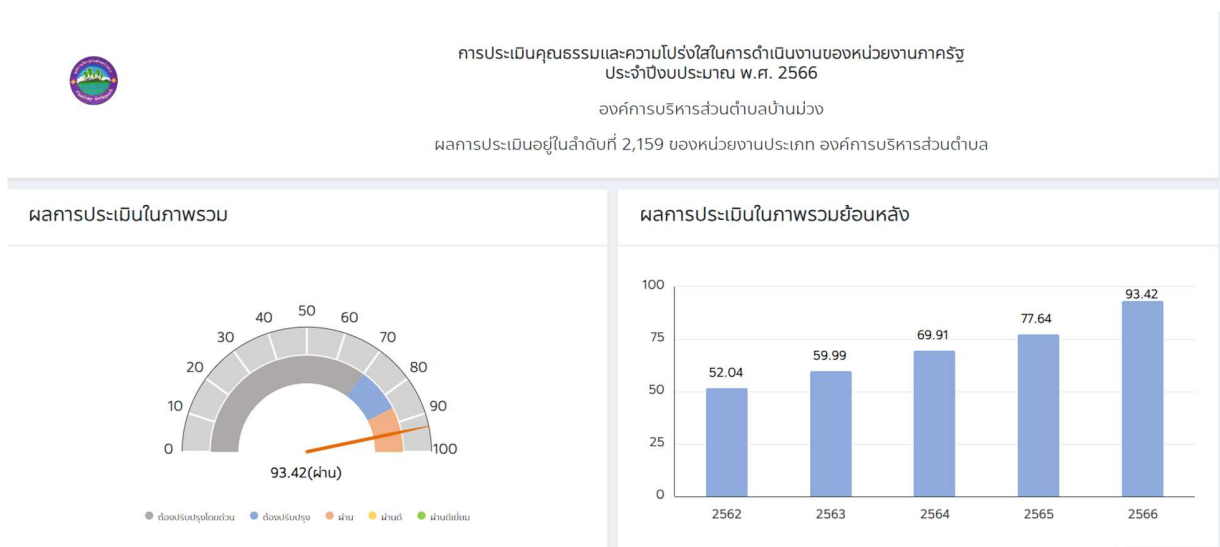 การประเมินคุณธรรมและความโปร่งใสในการดำเนินงานของหน่วยงานภาครัฐ
ประจำปีงบประมาณ พ.ศ. 2566
องค์การบริหารส่วนตำบลบ้านม่วง
ผลการประเมินอยู่ในลำดับที่ 2,159 ของหน่วยงานประเภท องค์การบริหารส่วนตำบล
ผลการประเมินในภาพรวม
0
10
20
30
40
50
60
70
80
90
100
93.42(ผ่าน)
ต้องปรับปรุงโดยด่วน ต้องปรับปรุง ผ่าน ผ่านดี ผ่านดีเยี่ยม
ผลการประเมินในภาพรวมย้อนหลัง
100
75
50
25
0
52.04
59.99
69.91
77.64
93.42
2562 2563 2564 2565 2566